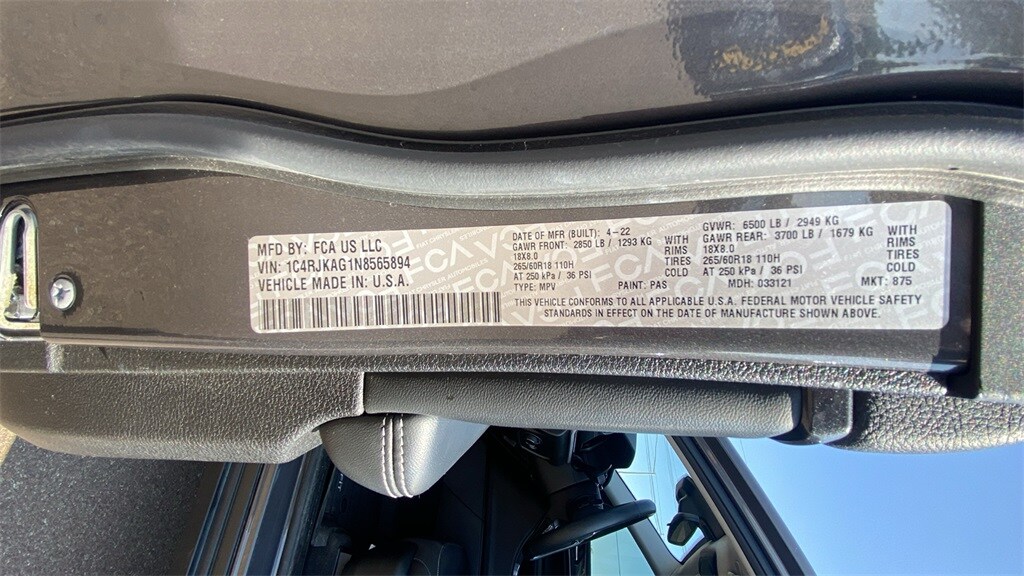 MFD BY: FCA US LLC
VIN: 1C4RJKAG1N8565894
VEHICLE MADE IN: U.S.A.
DATE OF MFR (BUILT): 4-22
GAWR FRONT: 2850 LB / 1293 KG WITH
18X8.0 RIMS
265/60R18 110H TIRES
AT 250 kPa / 36 PSI COLD
TYPE: MPV PAINT: PAS
GVWR: 6500 LB / 2949 KG
GAWR REAR: 3700 LB / 1679 KG WITH
18X8.0 RIMS
265/60R18 110H TIRES
AT 250 kPa / 36 PSI COLD
MDH: 033121 MKT: 875
THIS VEHICLE CONFORMS TO ALL APPLICABLE U.S.A. FEDERAL MOTOR VEHICLE SAFETY
STANDARDS IN EFFECT ON THE DATE OF MANUFACTURE SHOWN ABOVE.